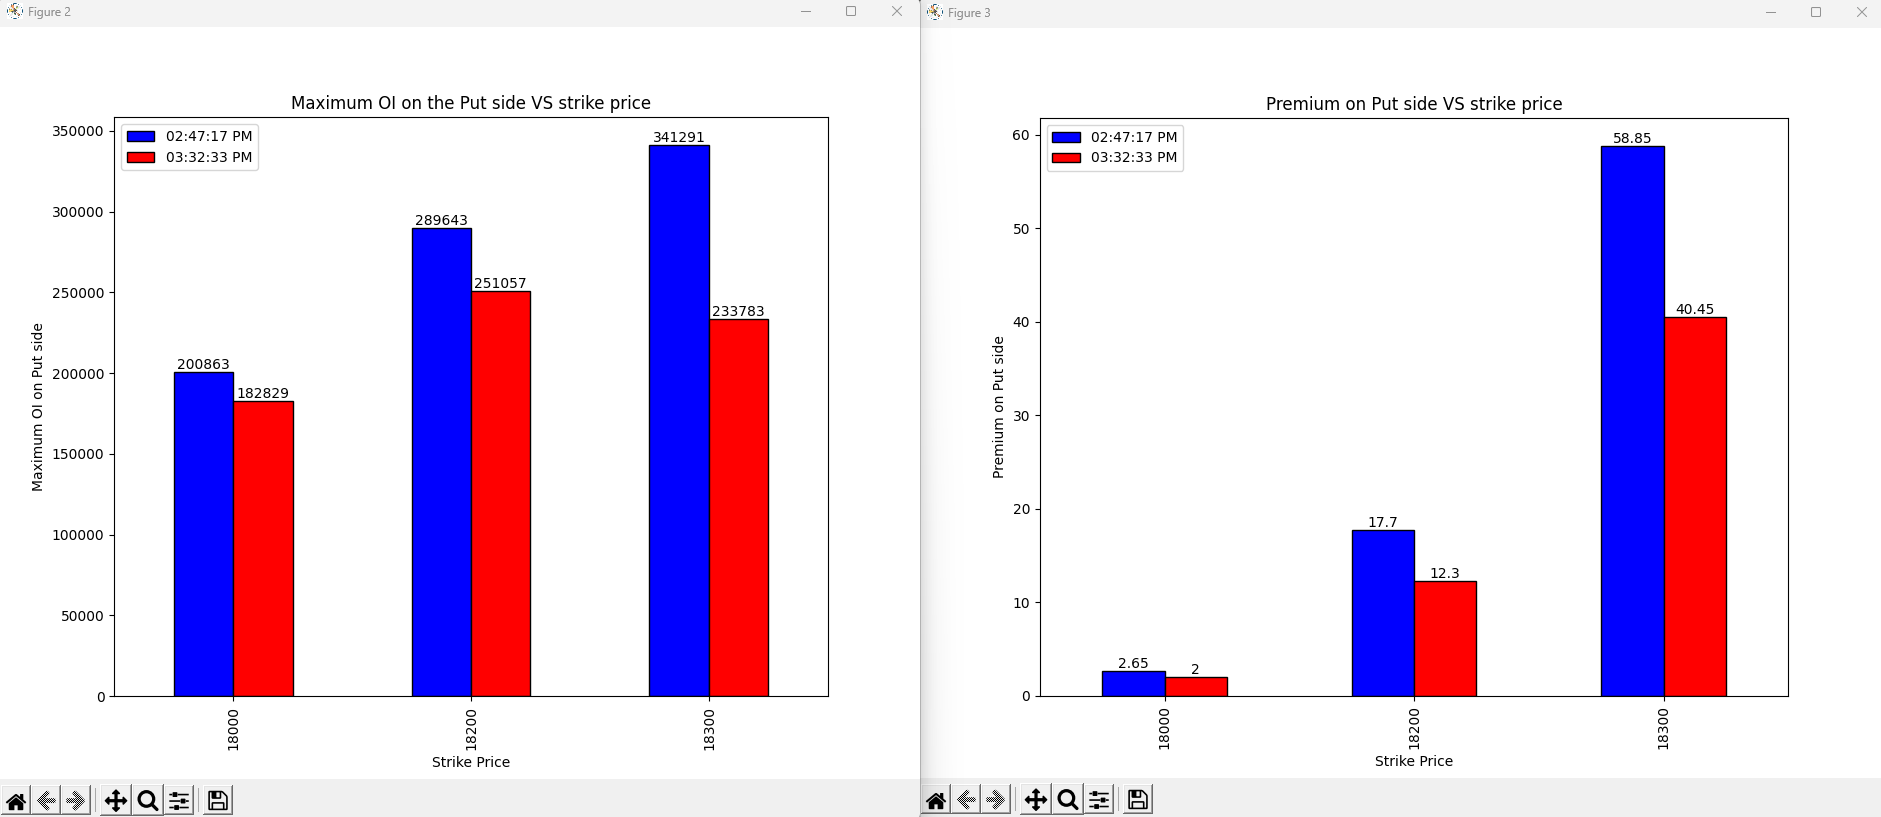 Figure 2
Maximum OI on the Put side VS strike price
02:47:17 PM
03:32:33 PM
Maximum OI on Put side
350000
300000
250000
200000
150000
100000
50000
0
200863
182829
289643
251057
341291
233783
18000
18200
18300
Strike Price
Figure 3
Premium on Put side VS strike price
02:47:17 PM
03:32:33 PM
Premium on Put side
60
50
40
30
20
10
0
2.65
2
17.7
12.3
58.85
40.45
18000
18200
18300
Strike Price